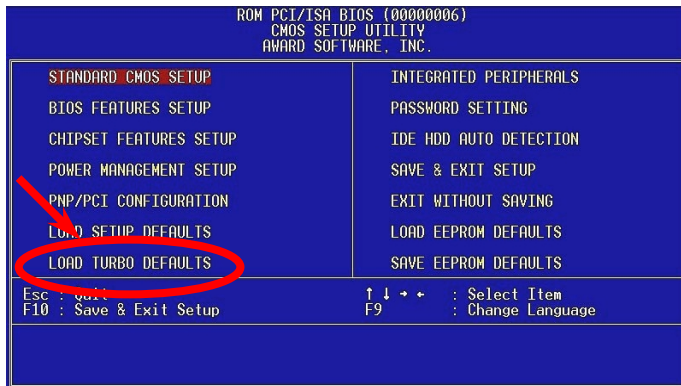 ROM PCI/ISA BIOS (00000006)
CMOS SETUP UTILITY
AWARD SOFTWARE, INC.
STANDARD CMOS SETUP
BIOS FEATURES SETUP
CHIPSET FEATURES SETUP
POWER MANAGEMENT SETUP
PNP/PCI CONFIGURATION
LOAD SETUP DEFAULTS
LOAD TURBO DEFAULTS
INTEGRATED PERIPHERALS
PASSWORD SETTING
IDE HDD AUTO DETECTION
SAVE & EXIT SETUP
EXIT WITHOUT SAVING
LOAD EEPROM DEFAULTS
SAVE EEPROM DEFAULTS
Esc : Quit
F10 : Save & Exit Setup
↑ ↓ → ← : Select Item
F9 : Change Language